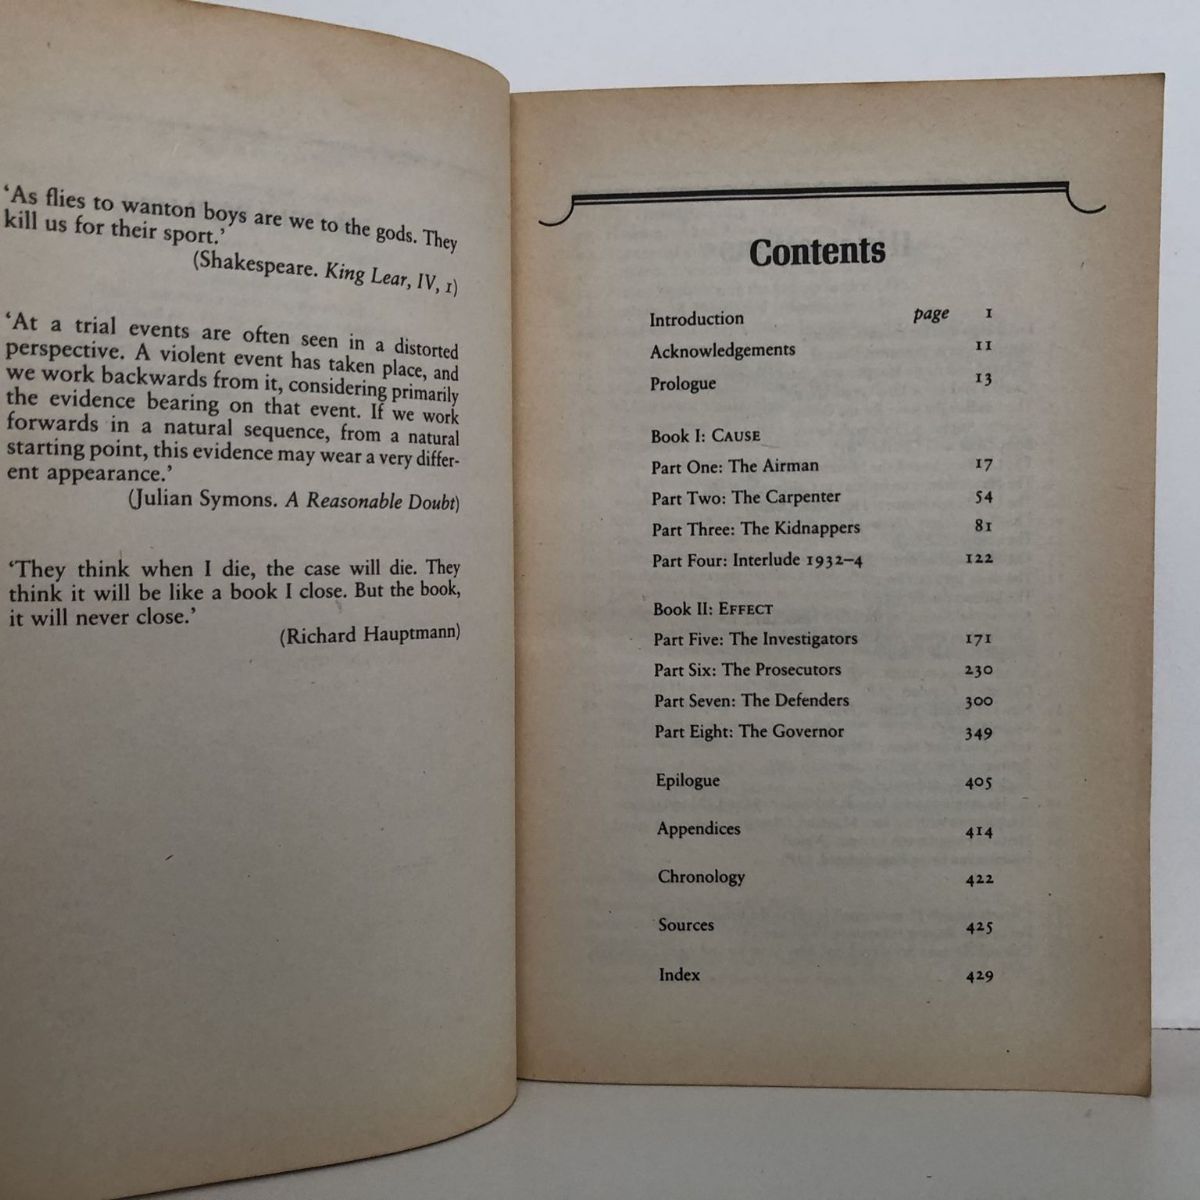 ‘As flies to wanton boys are we to the gods. They
kill us for their sport.’
(Shakespeare. King Lear, IV, 1)
‘At a trial events are often seen in a distorted
perspective. A violent event has taken place, and
we work backwards from it, considering primarily
the evidence bearing on that event. If we work
forwards in a natural sequence, from a natural
starting point, this evidence may wear a very differ-
ent appearance.’
(Julian Symons. A Reasonable Doubt)
‘They think when I die, the case will die. They
think it will be like a book I close. But the book,
it will never close.’
(Richard Hauptmann)
Contents
Introduction page 1
Acknowledgements 11
Prologue 13
Book I: CAUSE
Part One: The Airman 17
Part Two: The Carpenter 54
Part Three: The Kidnappers 81
Part Four: Interlude 1932–4 122
Book II: EFFECT
Part Five: The Investigators 171
Part Six: The Prosecutors 230
Part Seven: The Defenders 300
Part Eight: The Governor 349
Epilogue 405
Appendices 414
Chronology 422
Sources 425
Index 429